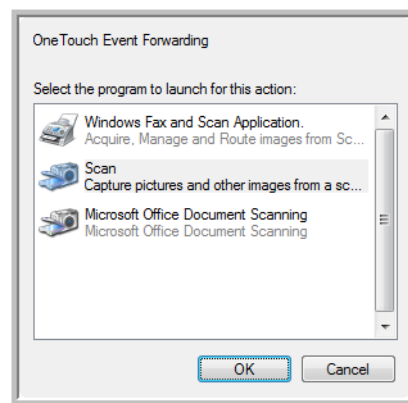 OneTouch Event Forwarding
Select the program to launch for this action:
Windows Fax and Scan Application.
Acquire, Manage and Route images from Sc...
Scan
Capture pictures and other images from a sc...
Microsoft Office Document Scanning
Microsoft Office Document Scanning
OK Cancel